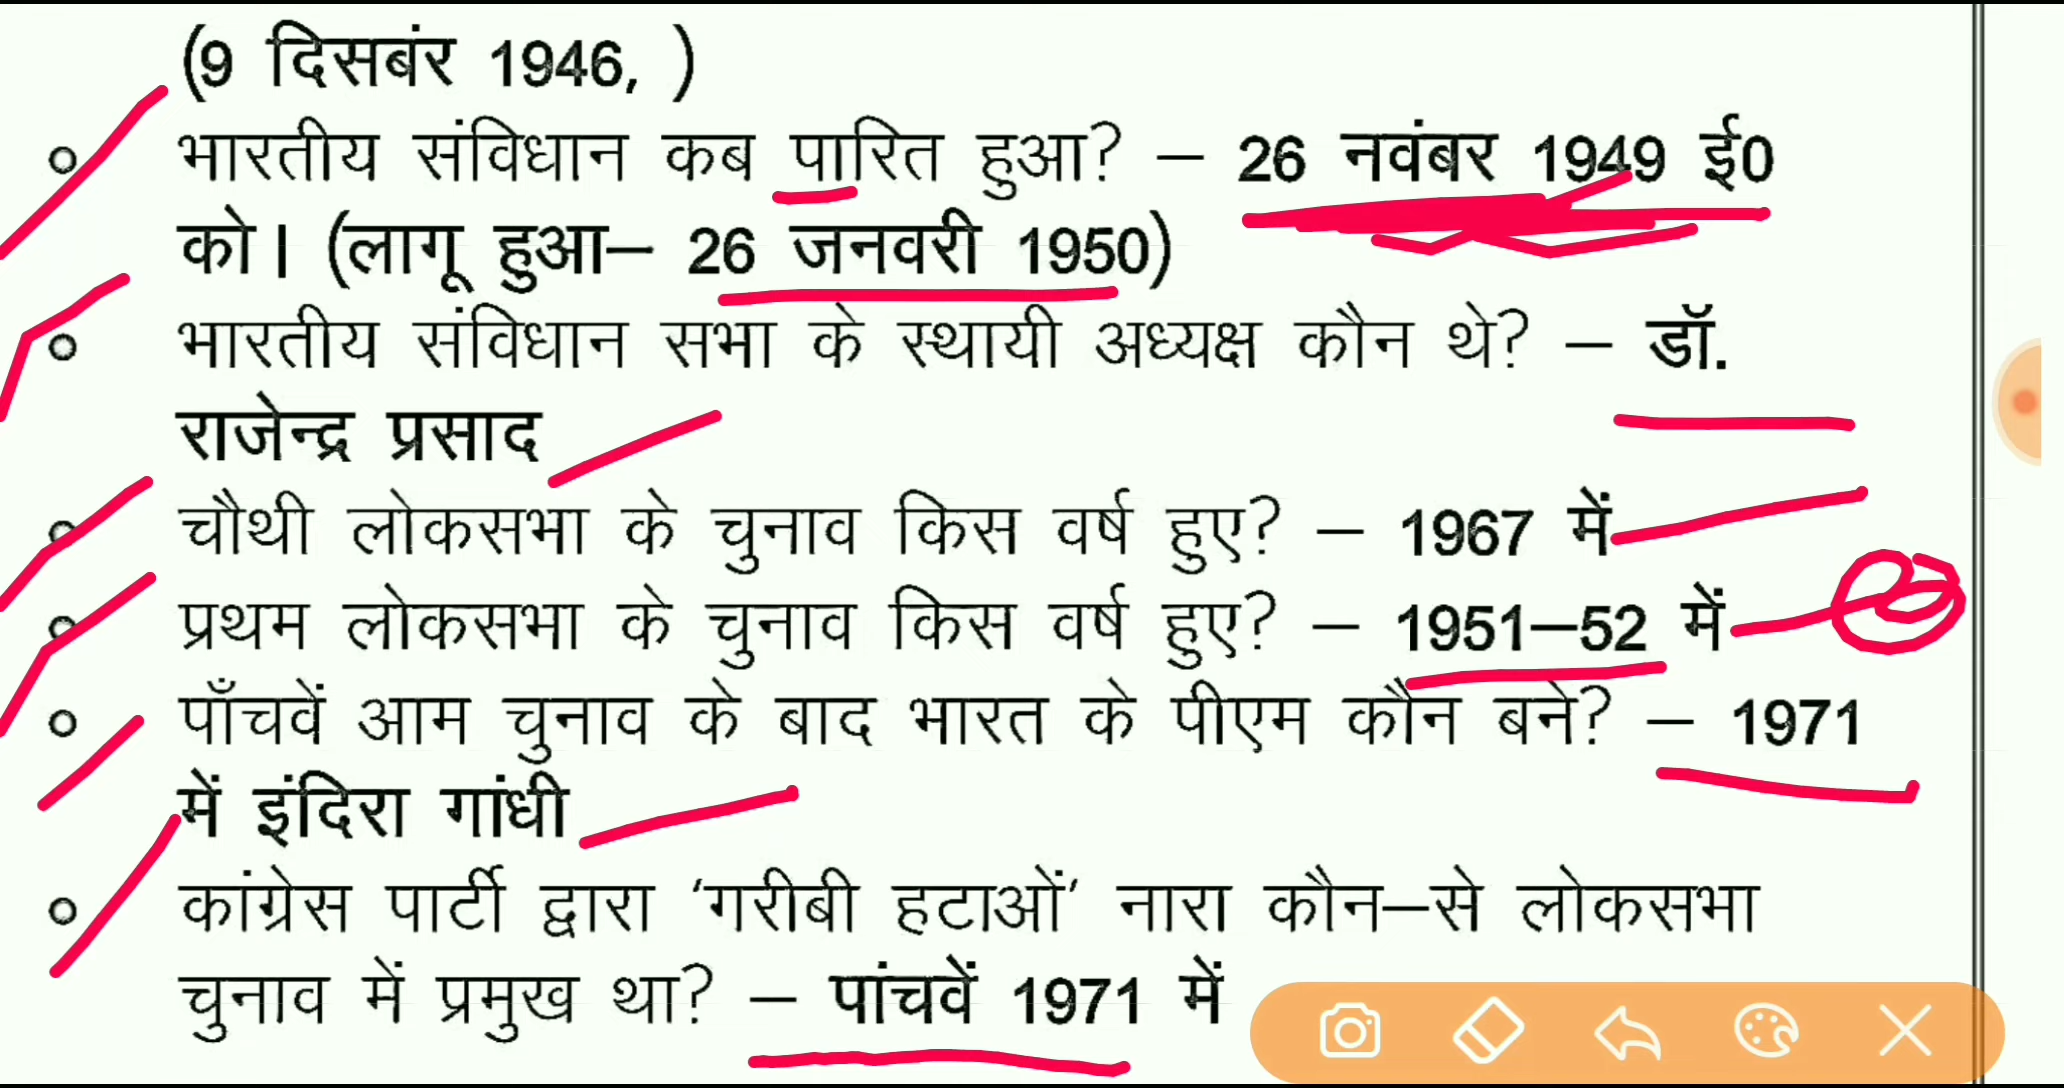 (9 दिसबंर 1946, )
भारतीय संविधान कब पारित हुआ? – 26 नवंबर 1949 ई0
को। (लागू हुआ– 26 जनवरी 1950)
भारतीय संविधान सभा के स्थायी अध्यक्ष कौन थे? – डॉ.
राजेन्द्र प्रसाद
चौथी लोकसभा के चुनाव किस वर्ष हुए? – 1967 में
प्रथम लोकसभा के चुनाव किस वर्ष हुए? – 1951–52 में
पाँचवें आम चुनाव के बाद भारत के पीएम कौन बने? – 1971
में इंदिरा गांधी
कांग्रेस पार्टी द्वारा ‘गरीबी हटाओं’ नारा कौन–से लोकसभा
चुनाव में प्रमुख था? – पांचवें 1971 में